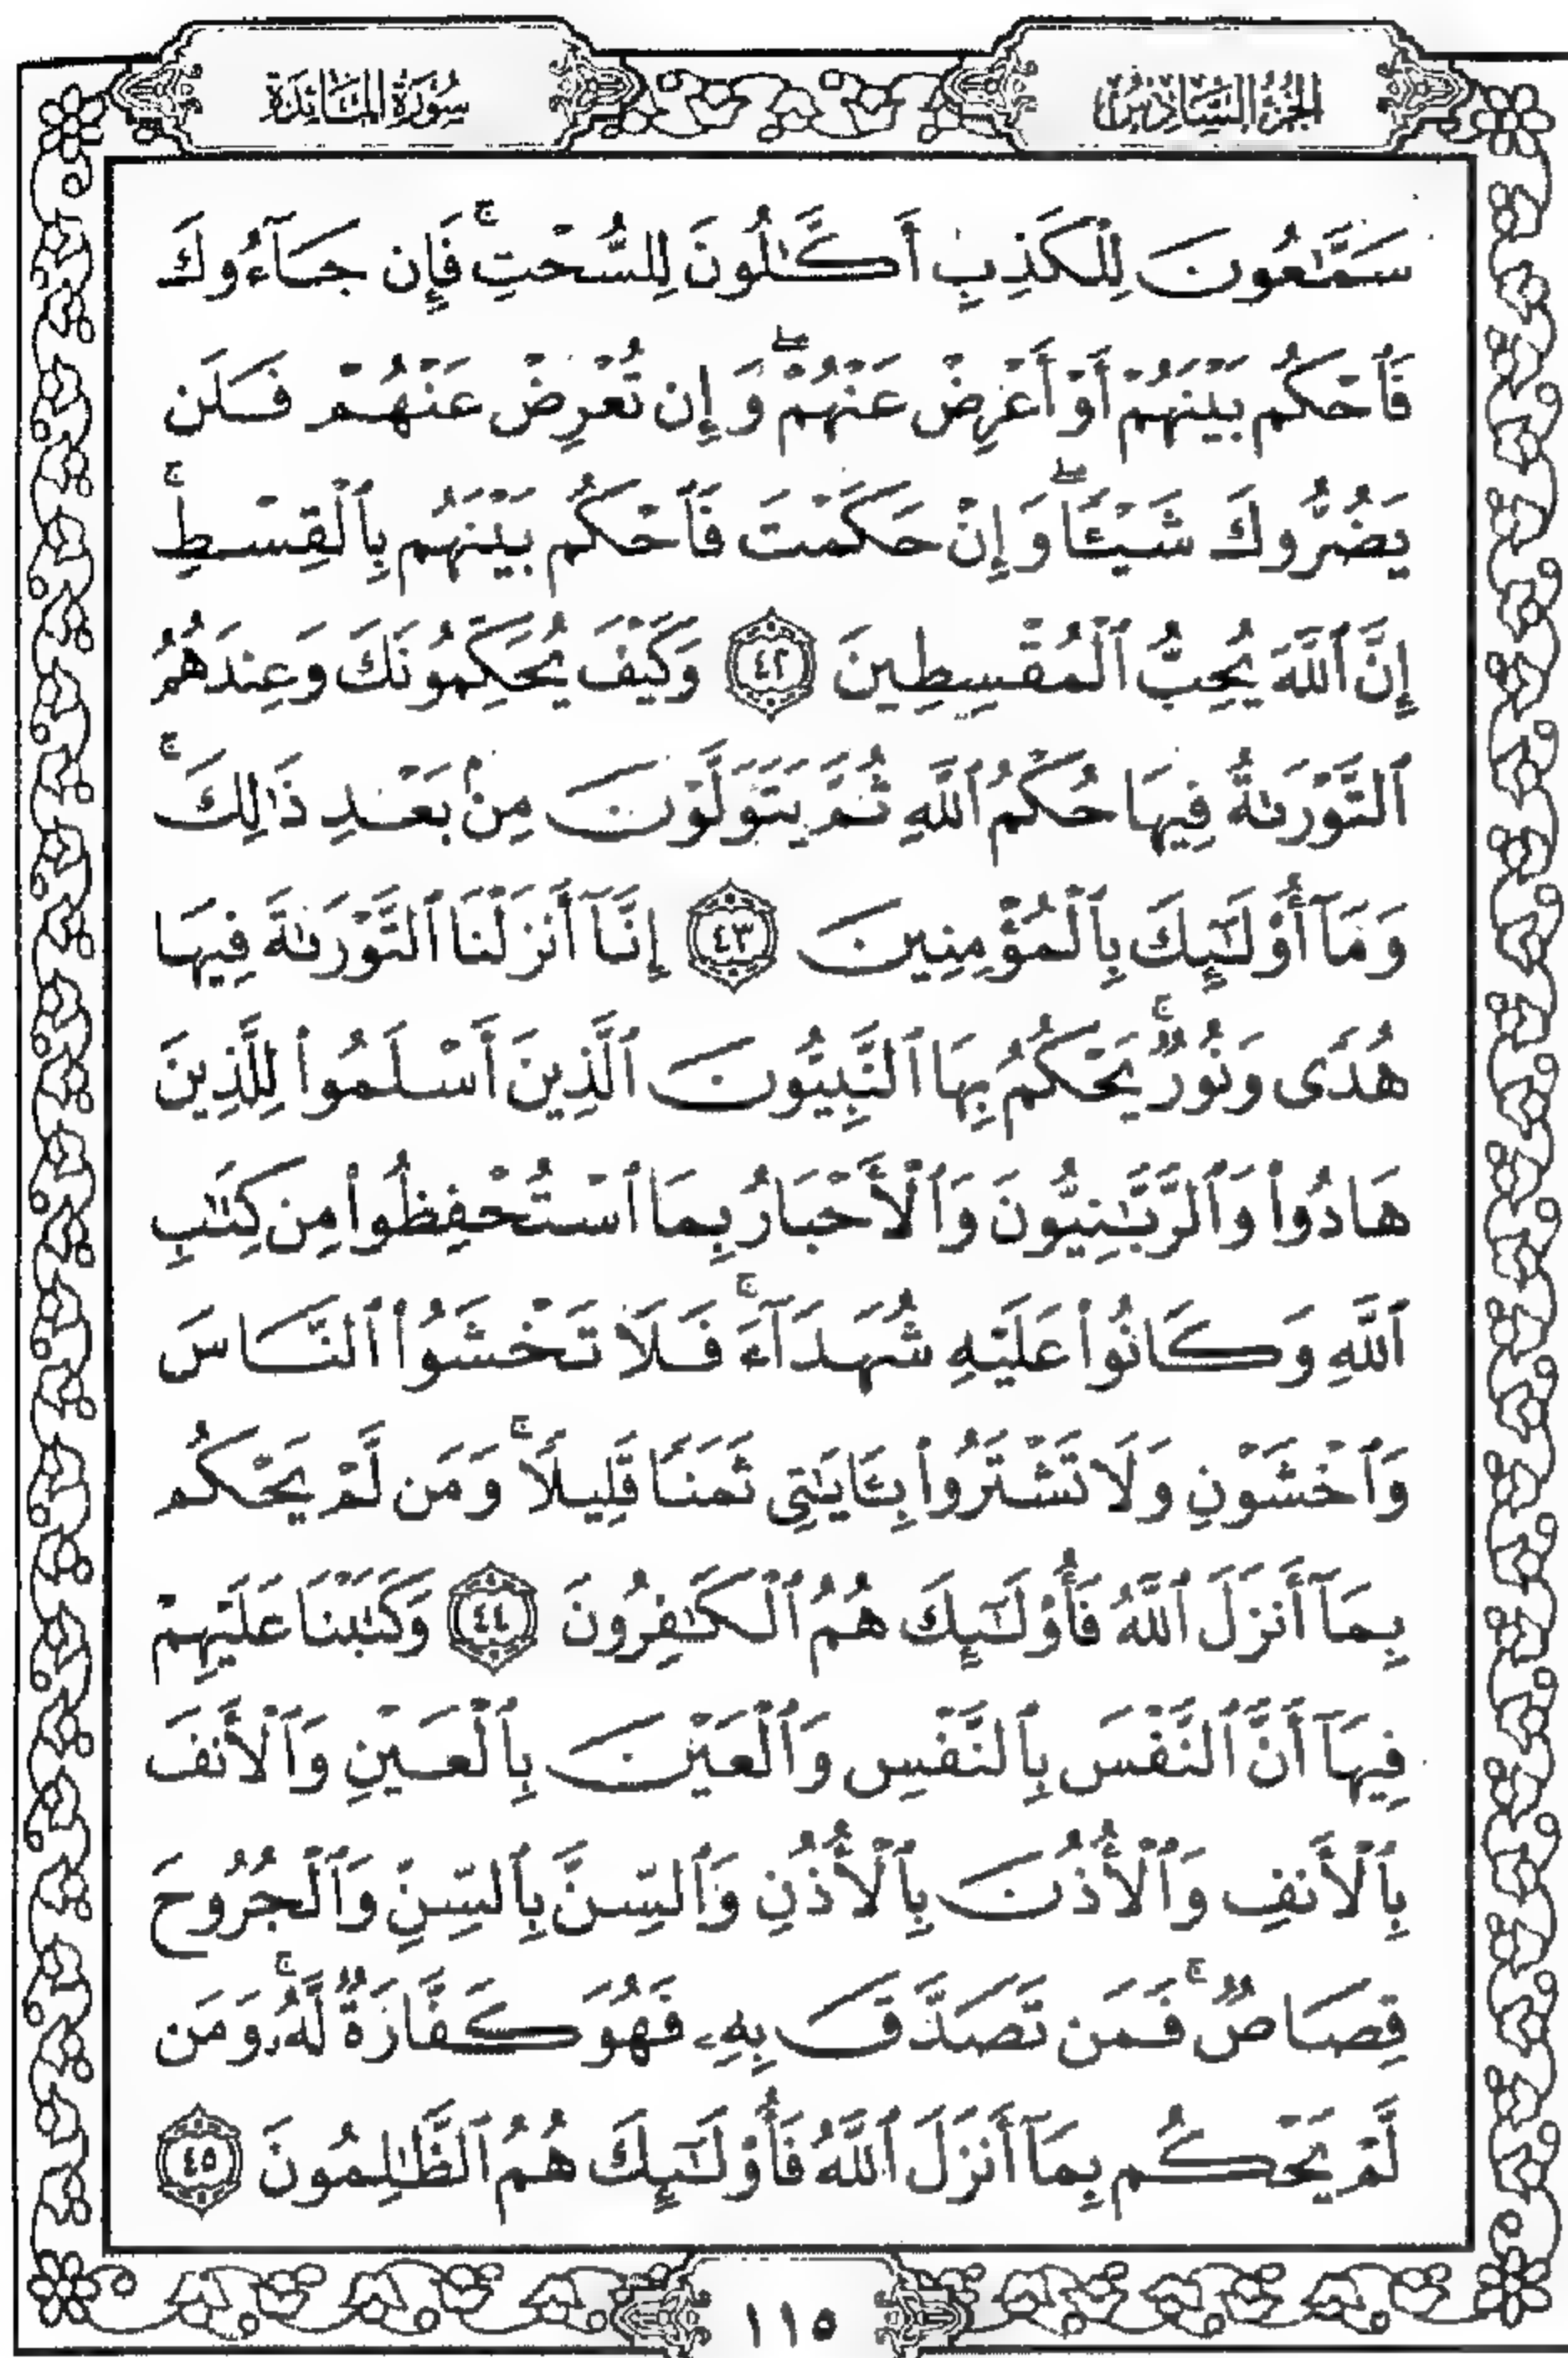 الجزء السادس
سورة المائدة
سَمَّٰعُونَ لِلْكَذِبِ أَكَّٰلُونَ لِلسُّحْتِ ۚ فَإِن جَآءُوكَ
فَٱحْكُم بَيْنَهُمْ أَوْ أَعْرِضْ عَنْهُمْ ۖ وَإِن تُعْرِضْ عَنْهُمْ فَلَن
يَضُرُّوكَ شَيْـًٔا ۖ وَإِنْ حَكَمْتَ فَٱحْكُم بَيْنَهُم بِٱلْقِسْطِ ۚ
إِنَّ ٱللَّهَ يُحِبُّ ٱلْمُقْسِطِينَ ٤٢ وَكَيْفَ يُحَكِّمُونَكَ وَعِندَهُمُ
ٱلتَّوْرَىٰةُ فِيهَا حُكْمُ ٱللَّهِ ثُمَّ يَتَوَلَّوْنَ مِنۢ بَعْدِ ذَٰلِكَ ۚ
وَمَآ أُو۟لَٰٓئِكَ بِٱلْمُؤْمِنِينَ ٤٣ إِنَّآ أَنزَلْنَا ٱلتَّوْرَىٰةَ فِيهَا
هُدًى وَنُورٌ ۚ يَحْكُمُ بِهَا ٱلنَّبِيُّونَ ٱلَّذِينَ أَسْلَمُوا۟ لِلَّذِينَ
هَادُوا۟ وَٱلرَّبَّٰنِيُّونَ وَٱلْأَحْبَارُ بِمَا ٱسْتُحْفِظُوا۟ مِن كِتَٰبِ
ٱللَّهِ وَكَانُوا۟ عَلَيْهِ شُهَدَآءَ ۚ فَلَا تَخْشَوُا۟ ٱلنَّاسَ
وَٱخْشَوْنِ وَلَا تَشْتَرُوا۟ بِـَٔايَٰتِى ثَمَنًا قَلِيلًا ۚ وَمَن لَّمْ يَحْكُم
بِمَآ أَنزَلَ ٱللَّهُ فَأُو۟لَٰٓئِكَ هُمُ ٱلْكَٰفِرُونَ ٤٤ وَكَتَبْنَا عَلَيْهِمْ
فِيهَآ أَنَّ ٱلنَّفْسَ بِٱلنَّفْسِ وَٱلْعَيْنَ بِٱلْعَيْنِ وَٱلْأَنفَ
بِٱلْأَنفِ وَٱلْأُذُنَ بِٱلْأُذُنِ وَٱلسِّنَّ بِٱلسِّنِّ وَٱلْجُرُوحَ
قِصَاصٌ ۚ فَمَن تَصَدَّقَ بِهِۦ فَهُوَ كَفَّارَةٌ لَّهُۥ ۚ وَمَن
لَّمْ يَحْكُم بِمَآ أَنزَلَ ٱللَّهُ فَأُو۟لَٰٓئِكَ هُمُ ٱلظَّٰلِمُونَ ٤٥
١١٥